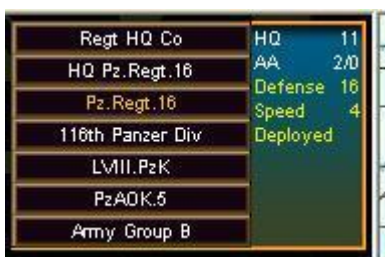 Regt HQ Co
HQ Pz.Regt.16
Pz.Regt.16
116th Panzer Div
LVIII.PzK
PzAOK.5
Army Group B
HQ 11
AA 2/0
Defense 16
Speed 4
Deployed